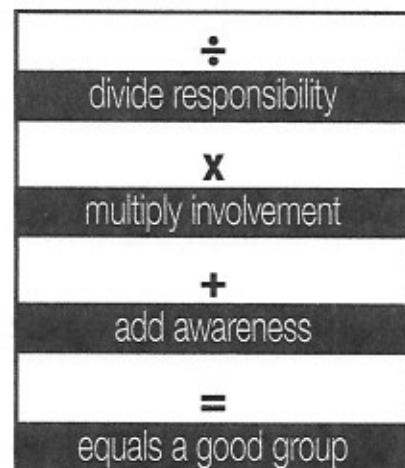 ÷
divide responsibility
x
multiply involvement
+
add awareness
=
equals a good group